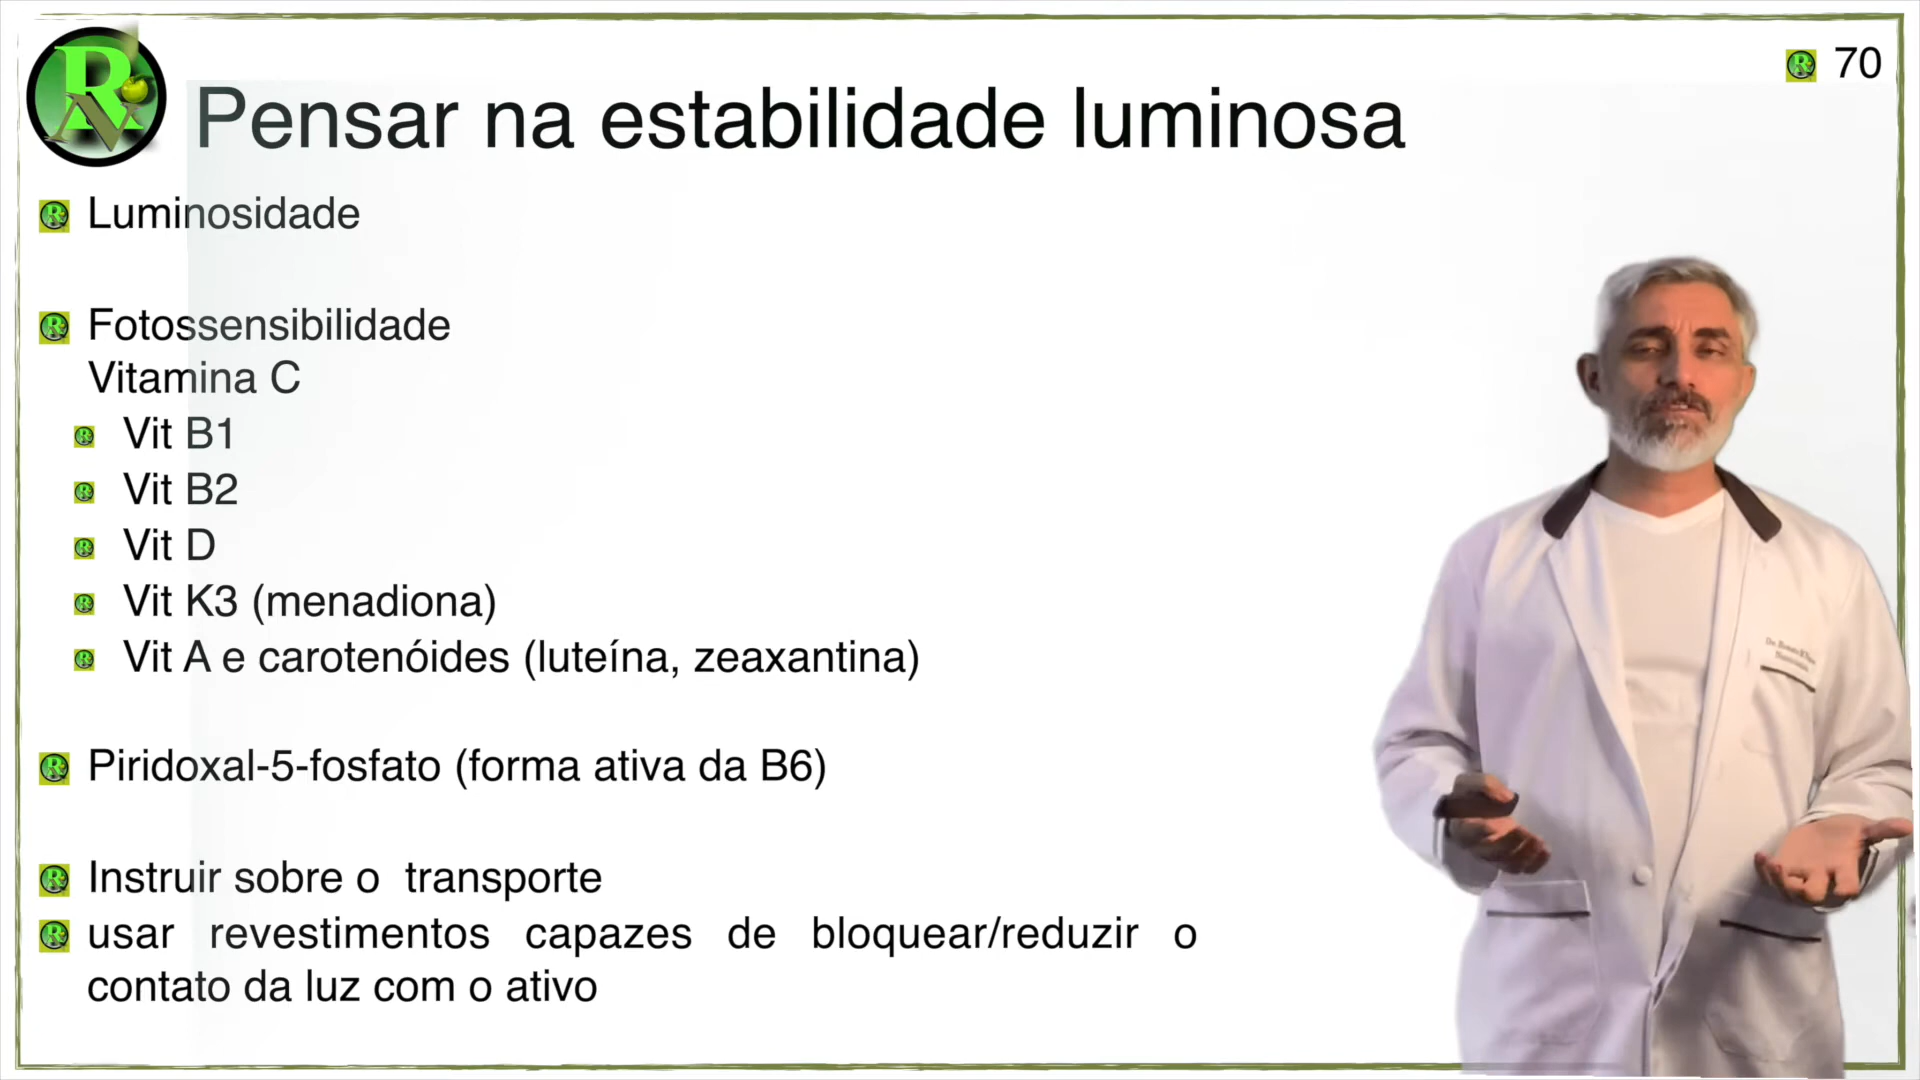 70
Pensar na estabilidade luminosa
Luminosidade
Fotossensibilidade
Vitamina C
Vit B1
Vit B2
Vit D
Vit K3 (menadiona)
Vit A e carotenóides (luteína, zeaxantina)
Piridoxal-5-fosfato (forma ativa da B6)
Instruir sobre o transporte
usar revestimentos capazes de bloquear/reduzir o
contato da luz com o ativo